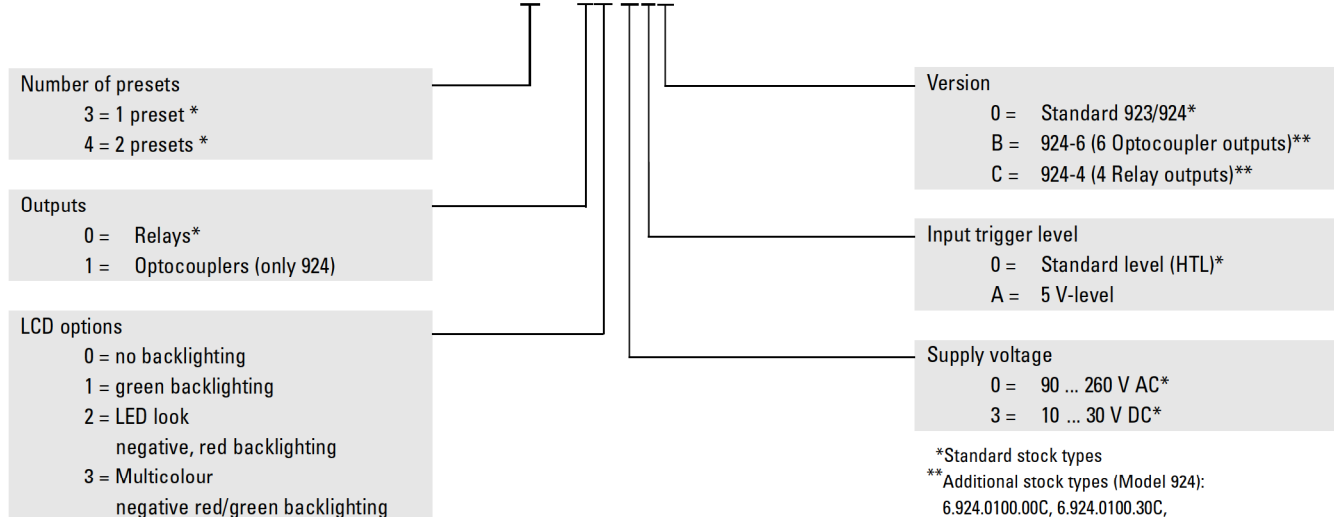 Number of presets
3 = 1 preset *
4 = 2 presets *
Outputs
0 = Relays*
1 = Optocouplers (only 924)
LCD options
0 = no backlighting
1 = green backlighting
2 = LED look
negative, red backlighting
3 = Multicolour
negative red/green backlighting
Version
0 = Standard 923/924*
B = 924-6 (6 Optocoupler outputs)**
C = 924-4 (4 Relay outputs)**
Input trigger level
0 = Standard level (HTL)*
A = 5 V-level
Supply voltage
0 = 90 ... 260 V AC*
3 = 10 ... 30 V DC*
*Standard stock types
**Additional stock types (Model 924):
6.924.0100.00C, 6.924.0100.30C,